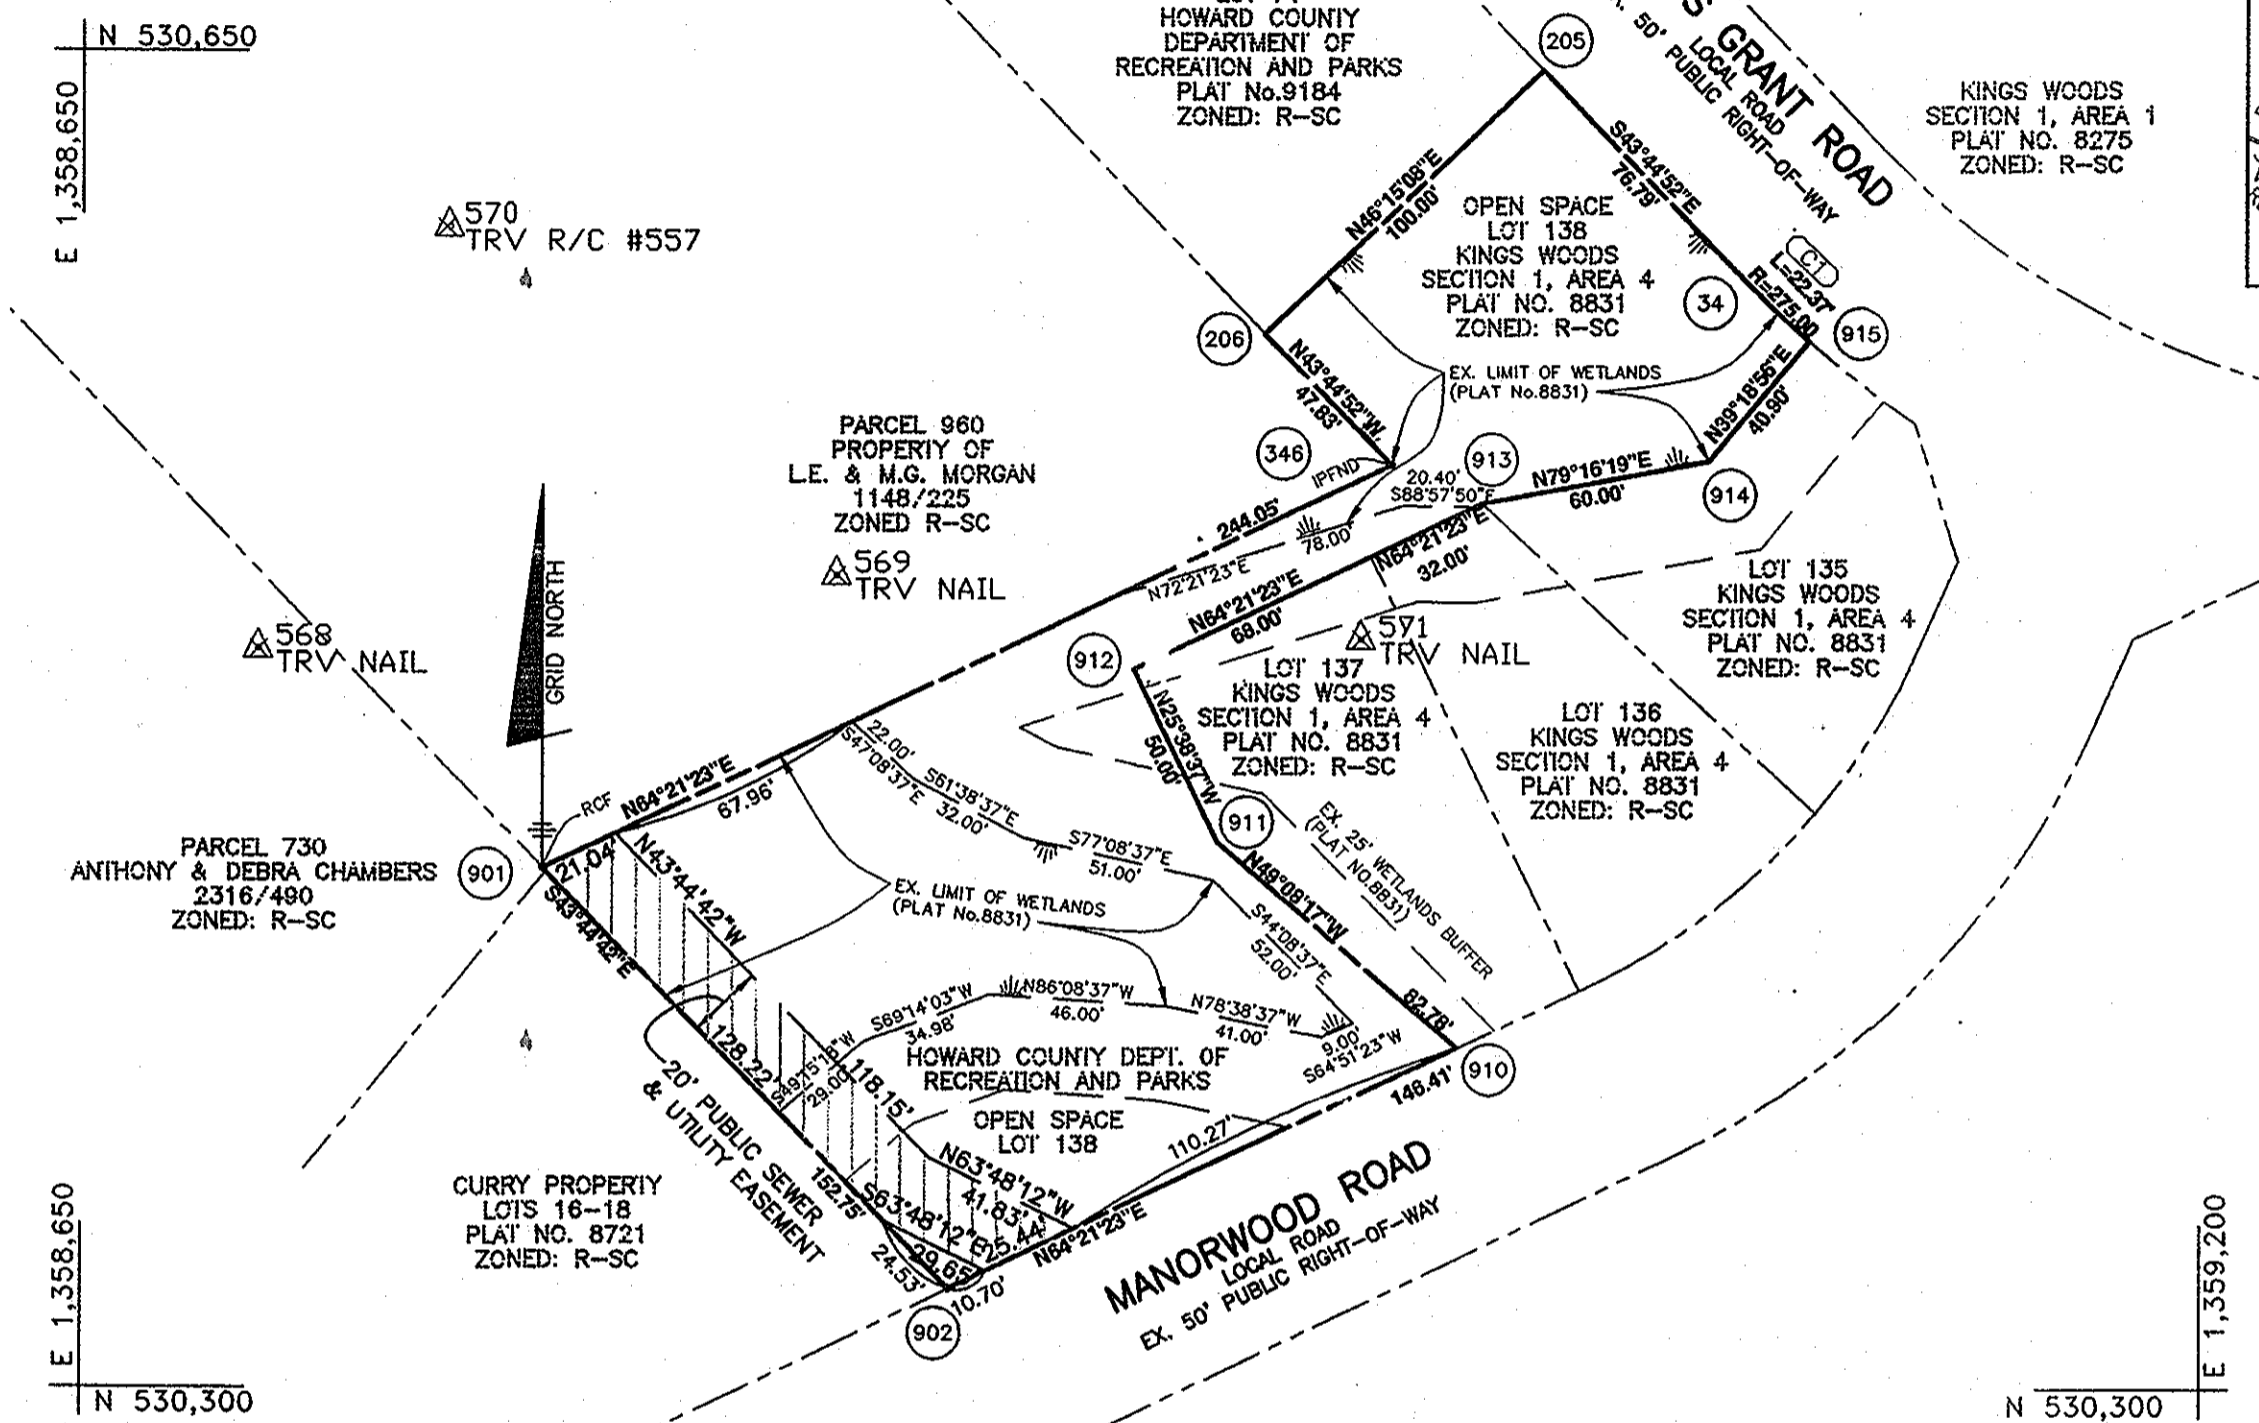 N 530,650
E 1,358,650
HOWARD COUNTY
DEPARTMENT OF
RECREATION AND PARKS
PLAT No.9184
ZONED: R-SC
205
S GRANT ROAD
LOCAL ROAD
50' PUBLIC RIGHT-OF-WAY
KINGS WOODS
SECTION 1, AREA 1
PLAT NO. 8275
ZONED: R-SC
570
TRV R/C #557
N46°15'08"E
100.00'
S43°44'52"E
76.79'
OPEN SPACE
LOT 138
KINGS WOODS
SECTION 1, AREA 4
PLAT NO. 8831
ZONED: R-SC
C1
L=22.37'
R=275.00
34
915
206
N43°44'52"W
47.83'
EX. LIMIT OF WETLANDS
(PLAT No.8831)
N39°18'56"E
40.90'
PARCEL 960
PROPERTY OF
L.E. & M.G. MORGAN
1148/225
ZONED R-SC
346
IPFND
20.40'
S88°57'50"E
913
N79°16'19"E
60.00'
914
244.05'
78.00'
N72°21'23"E
N64°21'23"E
32.00'
N64°21'23"E
68.00'
569
TRV NAIL
GRID NORTH
568
TRV NAIL
571
TRV NAIL
LOT 135
KINGS WOODS
SECTION 1, AREA 4
PLAT NO. 8831
ZONED: R-SC
912
LOT 137
KINGS WOODS
SECTION 1, AREA 4
PLAT NO. 8831
ZONED: R-SC
LOT 136
KINGS WOODS
SECTION 1, AREA 4
PLAT NO. 8831
ZONED: R-SC
N25°38'37"W
50.00'
22.00'
S47°08'37"E
S61°38'37"E
32.00'
S77°08'37"E
51.00'
RCF
N64°21'23"E
67.96'
911
EX. 25' WETLANDS BUFFER
(PLAT NO.8831)
PARCEL 730
ANTHONY & DEBRA CHAMBERS
2316/490
ZONED: R-SC
901
21.04'
N43°44'42"W
S43°44'42"E
EX. LIMIT OF WETLANDS
(PLAT No.8831)
N49°08'17"W
82.78'
S44°08'37"E
52.00'
S69°14'03"W
34.98'
N86°08'37"W
46.00'
N78°38'37"W
41.00'
9.00'
S64°51'23"W
S49°15'18"W
29.00'
128.22'
118.15'
HOWARD COUNTY DEPT. OF
RECREATION AND PARKS
OPEN SPACE
LOT 138
910
146.41'
110.27'
20' PUBLIC SEWER
& UTILITY EASEMENT
152.75'
N63°48'12"W
41.83'
S63°48'12"E
29.65'
25.44'
N64°21'23"E
24.53'
10.70'
902
CURRY PROPERTY
LOTS 16-18
PLAT NO. 8721
ZONED: R-SC
MANORWOOD ROAD
LOCAL ROAD
EX. 50' PUBLIC RIGHT-OF-WAY
E 1,358,650
N 530,300
E 1,359,200
N 530,300